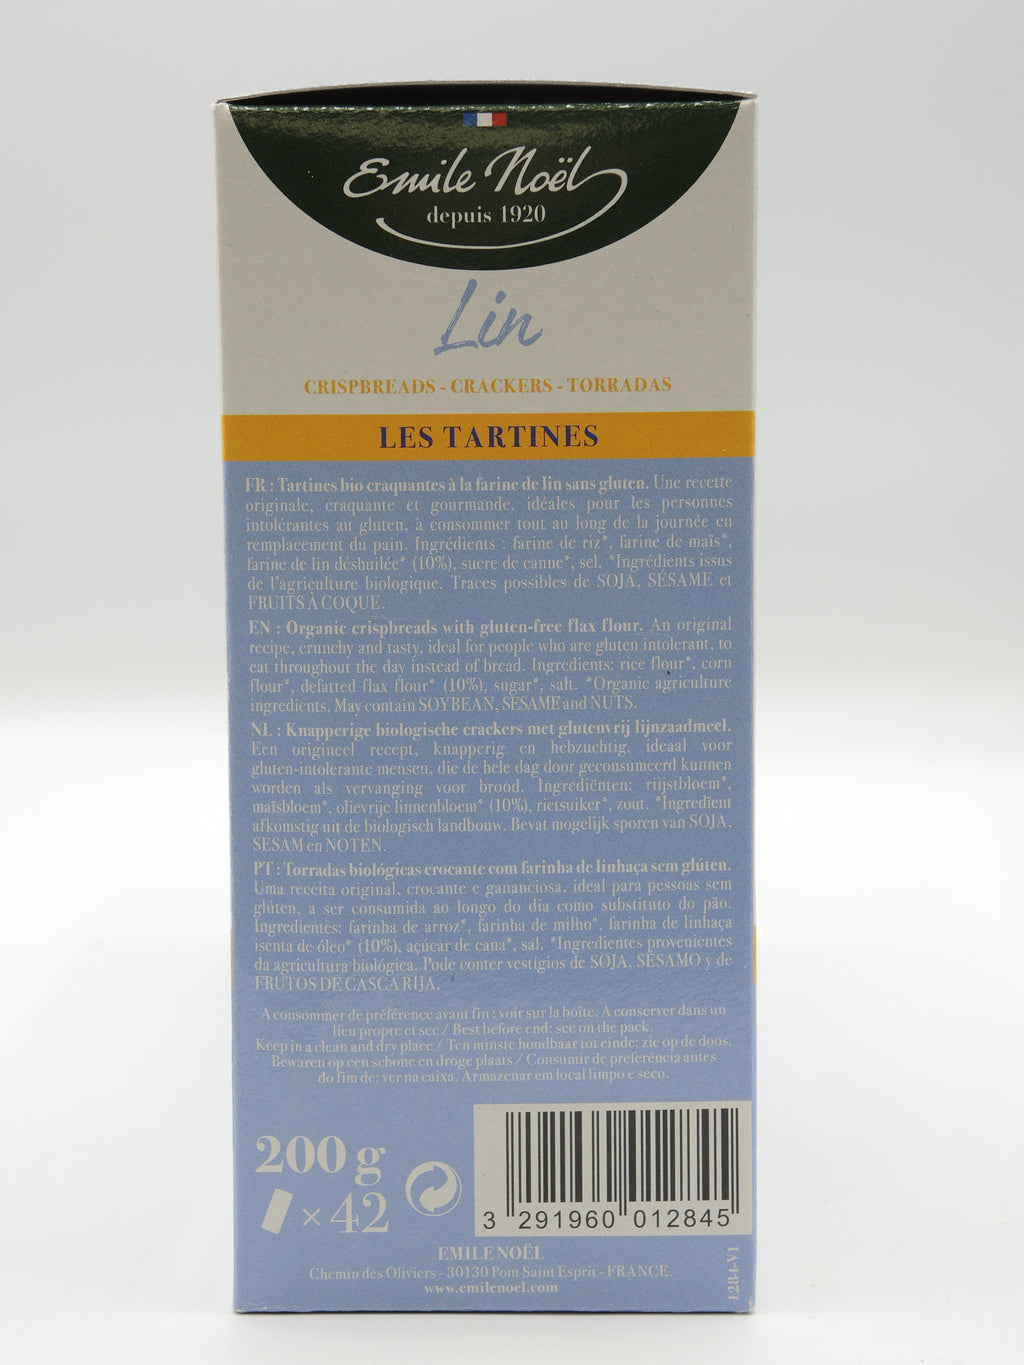 Emile Noël
depuis 1920
Lin
CRISPBREADS - CRACKERS - TORRADAS
LES TARTINES
FR : Tartines bio craquantes à la farine de lin sans gluten. Une recette
originale, craquante et gourmande, idéales pour les personnes
intolérantes au gluten, à consommer tout au long de la journée en
remplacement du pain. Ingrédients : farine de riz*, farine de maïs*,
farine de lin déshuilée* (10%), sucre de canne*, sel. *Ingrédients issus
de l'agriculture biologique. Traces possibles de SOJA, SÉSAME et
FRUITS À COQUE.
EN : Organic crispbreads with gluten-free flax flour. An original
recipe, crunchy and tasty, ideal for people who are gluten intolerant, to
eat throughout the day instead of bread. Ingredients: rice flour*, corn
flour*, defatted flax flour* (10%), sugar*, salt. *Organic agriculture
ingredients. May contain SOYBEAN, SESAME and NUTS.
NL : Knapperige biologische crackers met glutenvrij lijnzaadmeel.
Een origineel recept, knapperig en hebzuchtig, ideaal voor
gluten-intolerante mensen, die de hele dag door geconsumeerd kunnen
worden als vervanging voor brood. Ingrediënten: riijstbloem*,
maïsbloem*, olievrije linnenbloem* (10%), rietsuiker*, zout. *Ingredïent
afkomstig uit de biologisch landbouw. Bevat mogelijk sporen van SOJA,
SESAM en NOTEN.
PT : Torradas biológicas crocante com farinha de linhaça sem glúten.
Uma receita original, crocante e gananciosa, ideal para pessoas sem
glúten, a ser consumida ao longo do dia como substituto do pão.
Ingredientes: farinha de arroz*, farinha de milho*, farinha de linhaça
isenta de óleo* (10%), açúcar de cana*, sal. *Ingredientes provenientes
da agricultura biológica. Pode conter vestígios de SOJA, SÉSAMO y de
FRUTOS DE CASCA RIJA.
A consommer de préférence avant fin : voir sur la boîte. A conserver dans un
lieu propre et sec / Best before end: see on the pack.
Keep in a clean and dry place / Ten minste houdbaar tot einde: zie op de doos.
Bewaren op een schone en droge plaats / Consumir de preferência antes
do fim de: ver na caixa. Armazenar em local limpo e seco.
200 g
×42
3 291960 012845
EMILE NOËL
Chemin des Oliviers - 30130 Pont Saint Esprit - FRANCE.
www.emilenoel.com
1284-V1